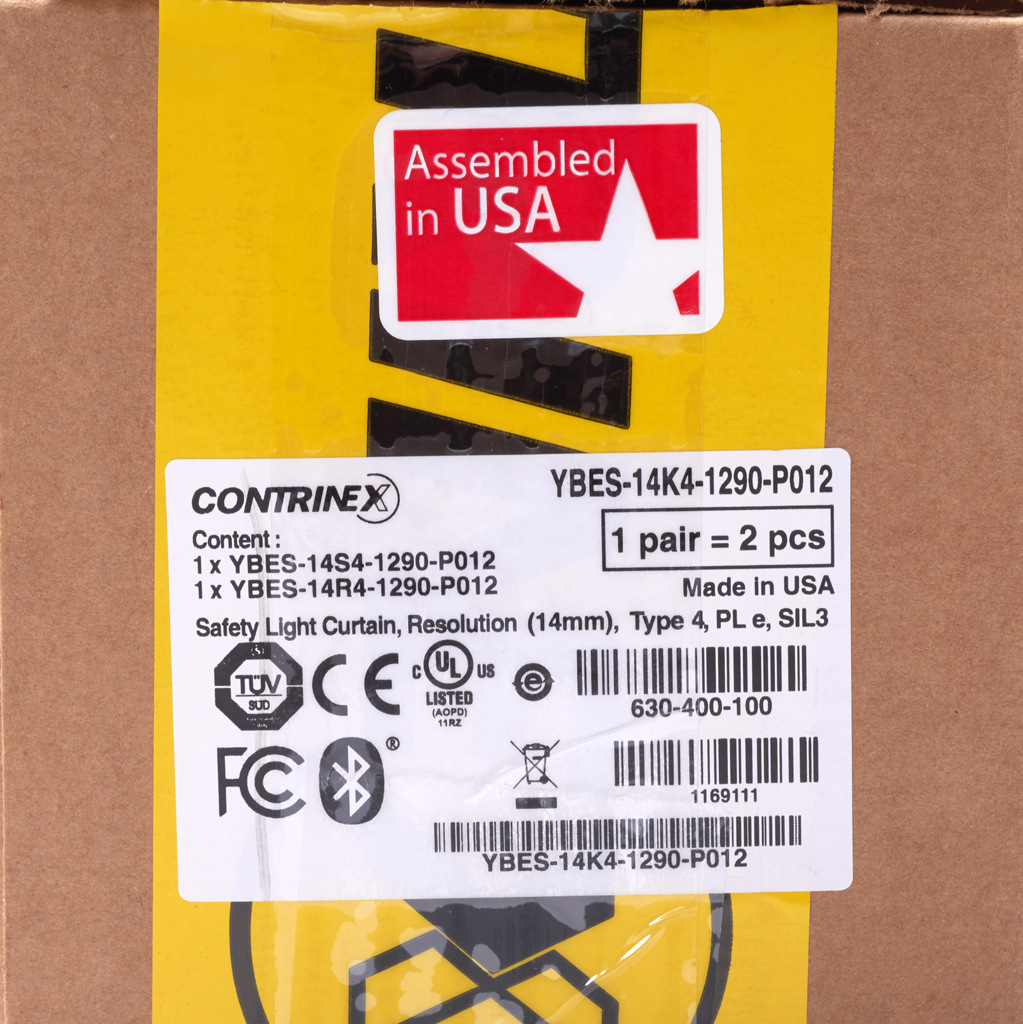 Assembled
in USA
CONTRINEX
YBES-14K4-1290-P012
Content :
1 pair = 2 pcs
1 x YBES-14S4-1290-P012
1 x YBES-14R4-1290-P012
Made in USA
Safety Light Curtain, Resolution (14mm), Type 4, PL e, SIL3
TÜV
SÜD
CE
C UL US
LISTED
(AOPD)
11RZ
e
630-400-100
FC
®
1169111
YBES-14K4-1290-P012